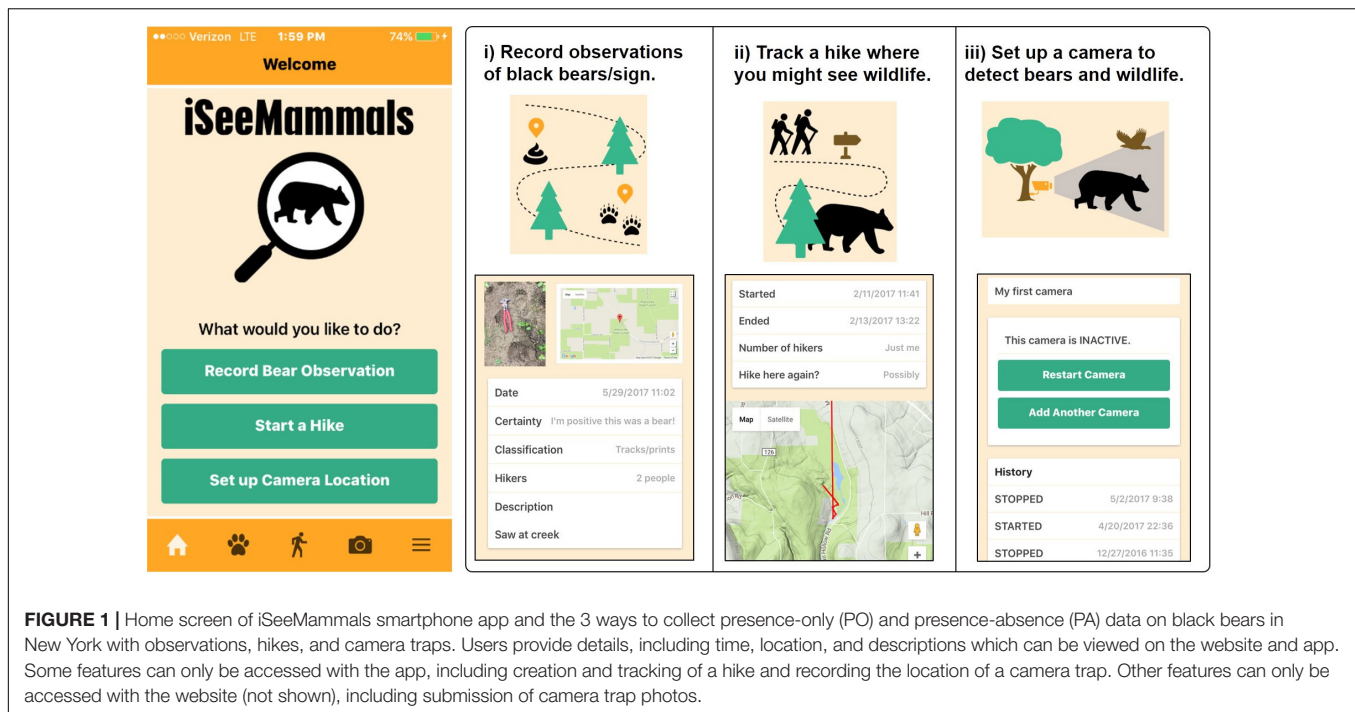 ●●○○○ Verizon LTE 1:59 PM 74%
Welcome
iSeeMammals
What would you like to do?
Record Bear Observation
Start a Hike
Set up Camera Location
i) Record observations
of black bears/sign.
Date 5/29/2017 11:02
Certainty I'm positive this was a bear!
Classification Tracks/prints
Hikers 2 people
Description
Saw at creek
ii) Track a hike where
you might see wildlife.
Started 2/11/2017 11:41
Ended 2/13/2017 13:22
Number of hikers Just me
Hike here again? Possibly
Map Satellite
iii) Set up a camera to
detect bears and wildlife.
My first camera
This camera is INACTIVE.
Restart Camera
Add Another Camera
History
STOPPED 5/2/2017 9:38
STARTED 4/20/2017 22:36
STOPPED 12/27/2016 11:35
FIGURE 1 | Home screen of iSeeMammals smartphone app and the 3 ways to collect presence-only (PO) and presence-absence (PA) data on black bears in
New York with observations, hikes, and camera traps. Users provide details, including time, location, and descriptions which can be viewed on the website and app.
Some features can only be accessed with the app, including creation and tracking of a hike and recording the location of a camera trap. Other features can only be
accessed with the website (not shown), including submission of camera trap photos.